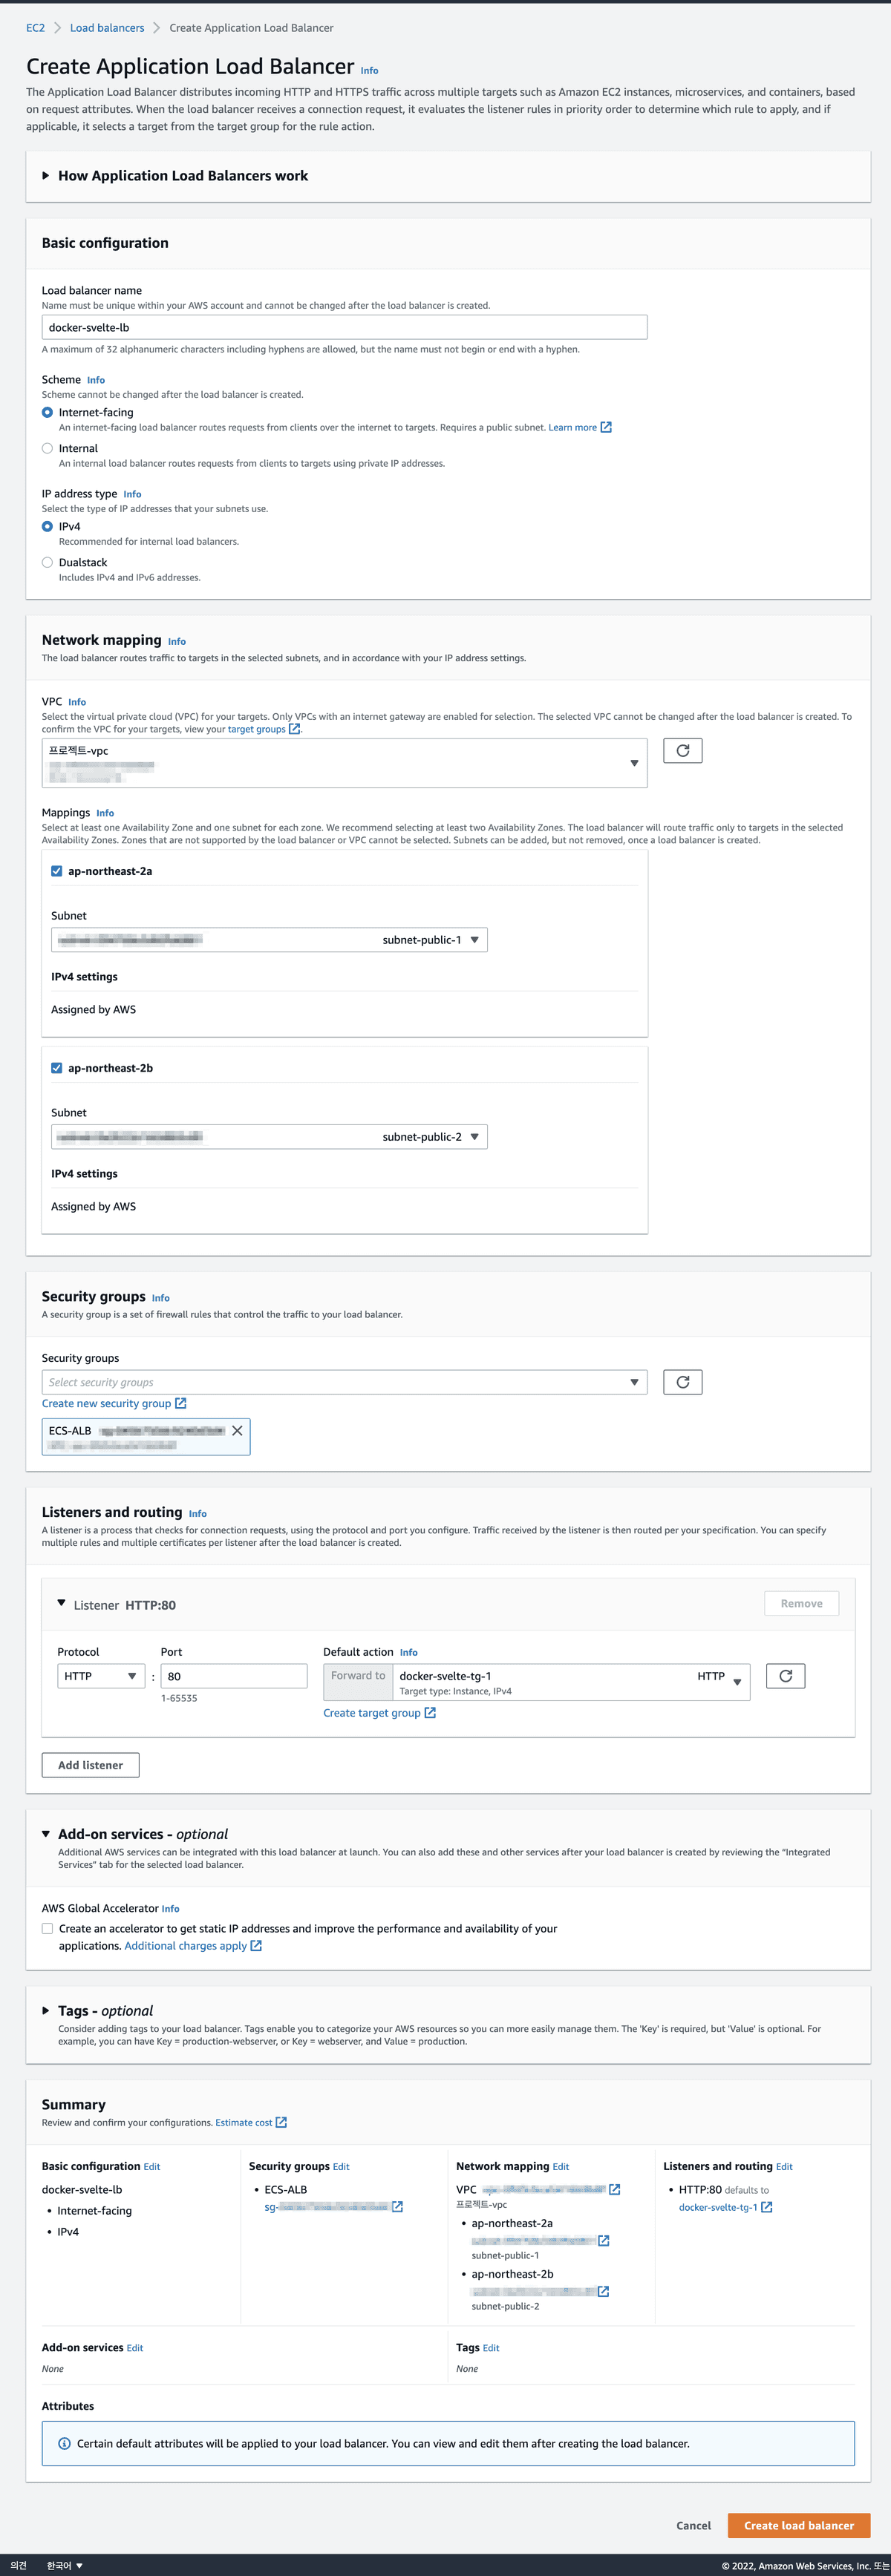 EC2 > Load balancers > Create Application Load Balancer
Create Application Load Balancer Info
The Application Load Balancer distributes incoming HTTP and HTTPS traffic across multiple targets such as Amazon EC2 instances, microservices, and containers, based
on request attributes. When the load balancer receives a connection request, it evaluates the listener rules in priority order to determine which rule to apply, and if
applicable, it selects a target from the target group for the rule action.
How Application Load Balancers work
Basic configuration
Load balancer name
Name must be unique within your AWS account and cannot be changed after the load balancer is created.
docker-svelte-lb
A maximum of 32 alphanumeric characters including hyphens are allowed, but the name must not begin or end with a hyphen.
Scheme Info
Scheme cannot be changed after the load balancer is created.
Internet-facing
An internet-facing load balancer routes requests from clients over the internet to targets. Requires a public subnet. Learn more
Internal
An internal load balancer routes requests from clients to targets using private IP addresses.
IP address type Info
Select the type of IP addresses that your subnets use.
IPv4
Recommended for internal load balancers.
Dualstack
Includes IPv4 and IPv6 addresses.
Network mapping Info
The load balancer routes traffic to targets in the selected subnets, and in accordance with your IP address settings.
VPC Info
Select the virtual private cloud (VPC) for your targets. Only VPCs with an internet gateway are enabled for selection. The selected VPC cannot be changed after the load balancer is created. To
confirm the VPC for your targets, view your target groups.
프로젝트-vpc
Mappings Info
Select at least one Availability Zone and one subnet for each zone. We recommend selecting at least two Availability Zones. The load balancer will route traffic only to targets in the selected
Availability Zones. Zones that are not supported by the load balancer or VPC cannot be selected. Subnets can be added, but not removed, once a load balancer is created.
ap-northeast-2a
Subnet
subnet-public-1
IPv4 settings
Assigned by AWS
ap-northeast-2b
Subnet
subnet-public-2
IPv4 settings
Assigned by AWS
Security groups Info
A security group is a set of firewall rules that control the traffic to your load balancer.
Security groups
Select security groups
Create new security group
ECS-ALB
Listeners and routing Info
A listener is a process that checks for connection requests, using the protocol and port you configure. Traffic received by the listener is then routed per your specification. You can specify
multiple rules and multiple certificates per listener after the load balancer is created.
Listener HTTP:80 Remove
Protocol Port Default action Info
HTTP : 80 Forward to docker-svelte-tg-1 HTTP
Target type: Instance, IPv4
1-65535
Create target group
Add listener
Add-on services - optional
Additional AWS services can be integrated with this load balancer at launch. You can also add these and other services after your load balancer is created by reviewing the "Integrated
Services" tab for the selected load balancer.
AWS Global Accelerator Info
Create an accelerator to get static IP addresses and improve the performance and availability of your
applications. Additional charges apply
Tags - optional
Consider adding tags to your load balancer. Tags enable you to categorize your AWS resources so you can more easily manage them. The 'Key' is required, but 'Value' is optional. For
example, you can have Key = production-webserver, or Key = webserver, and Value = production.
Summary
Review and confirm your configurations. Estimate cost
Basic configuration Edit
docker-svelte-lb
• Internet-facing
• IPv4
Security groups Edit
• ECS-ALB
sg-
Network mapping Edit
VPC
프로젝트-vpc
• ap-northeast-2a
subnet-public-1
• ap-northeast-2b
subnet-public-2
Listeners and routing Edit
• HTTP:80 defaults to
docker-svelte-tg-1
Add-on services Edit
None
Tags Edit
None
Attributes
Certain default attributes will be applied to your load balancer. You can view and edit them after creating the load balancer.
Cancel Create load balancer
의견 한국어 © 2022, Amazon Web Services, Inc. 또는